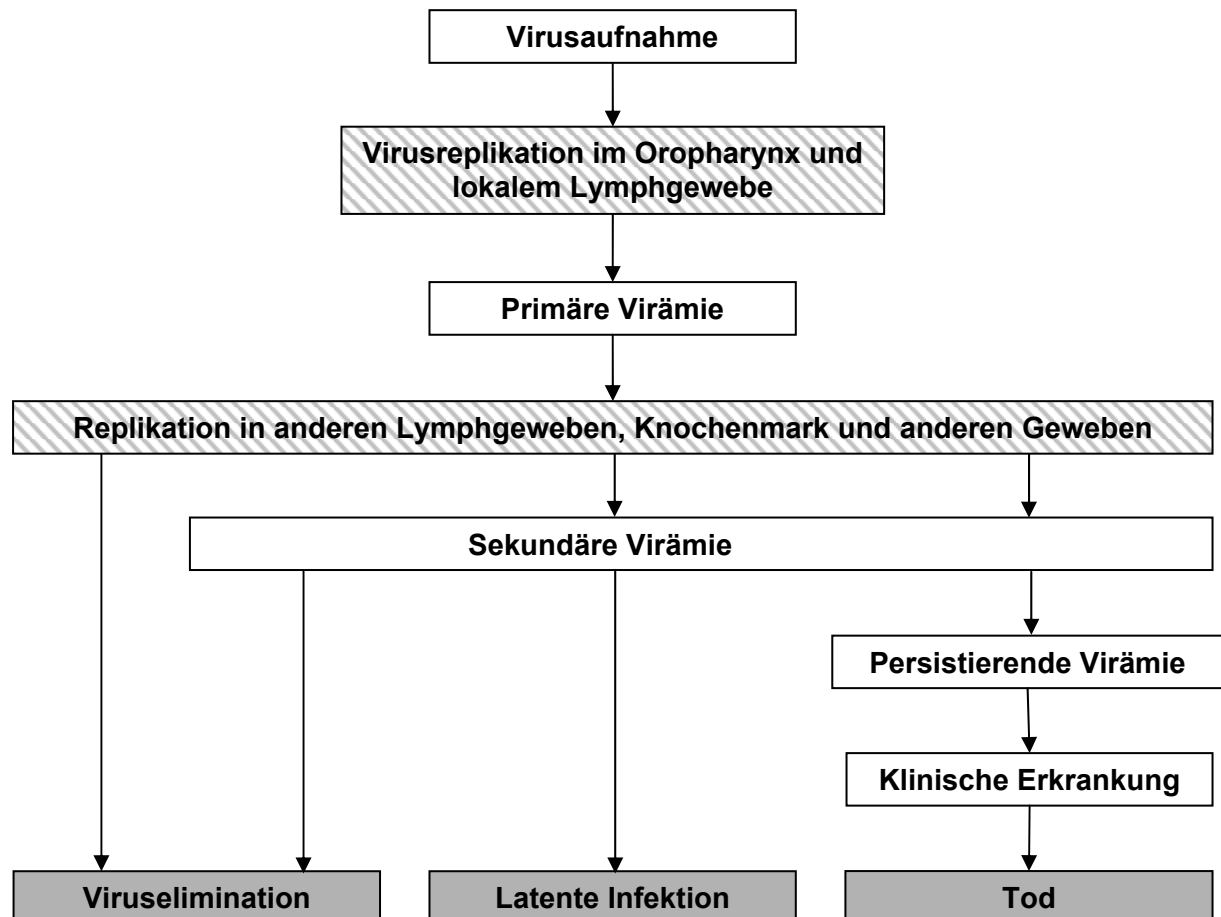 Virusaufnahme
Virusreplikation im Oropharynx und
lokalem Lymphgewebe
Primäre Virämie
Replikation in anderen Lymphgeweben, Knochenmark und anderen Geweben
Sekundäre Virämie
Persistierende Virämie
Klinische Erkrankung
Viruselimination
Latente Infektion
Tod